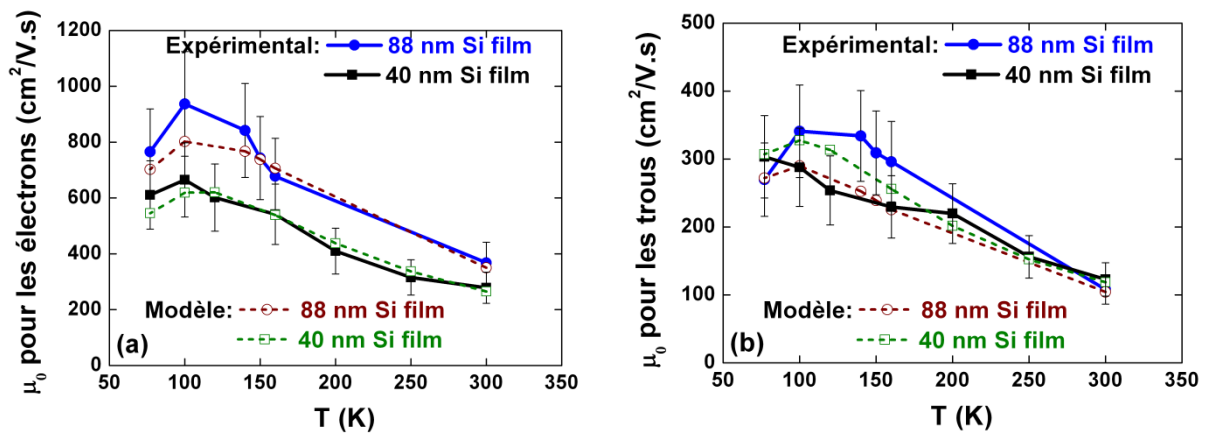 1200
1000
800
600
400
200
0
μ₀ pour les électrons (cm²/V.s)
Expérimental: 88 nm Si film
40 nm Si film
Modèle: 88 nm Si film
40 nm Si film
(a)
50 100 150 200 250 300 350
T (K)
500
400
300
200
100
0
μ₀ pour les trous (cm²/V.s)
Expérimental: 88 nm Si film
40 nm Si film
Modèle: 88 nm Si film
40 nm Si film
(b)
50 100 150 200 250 300 350
T (K)